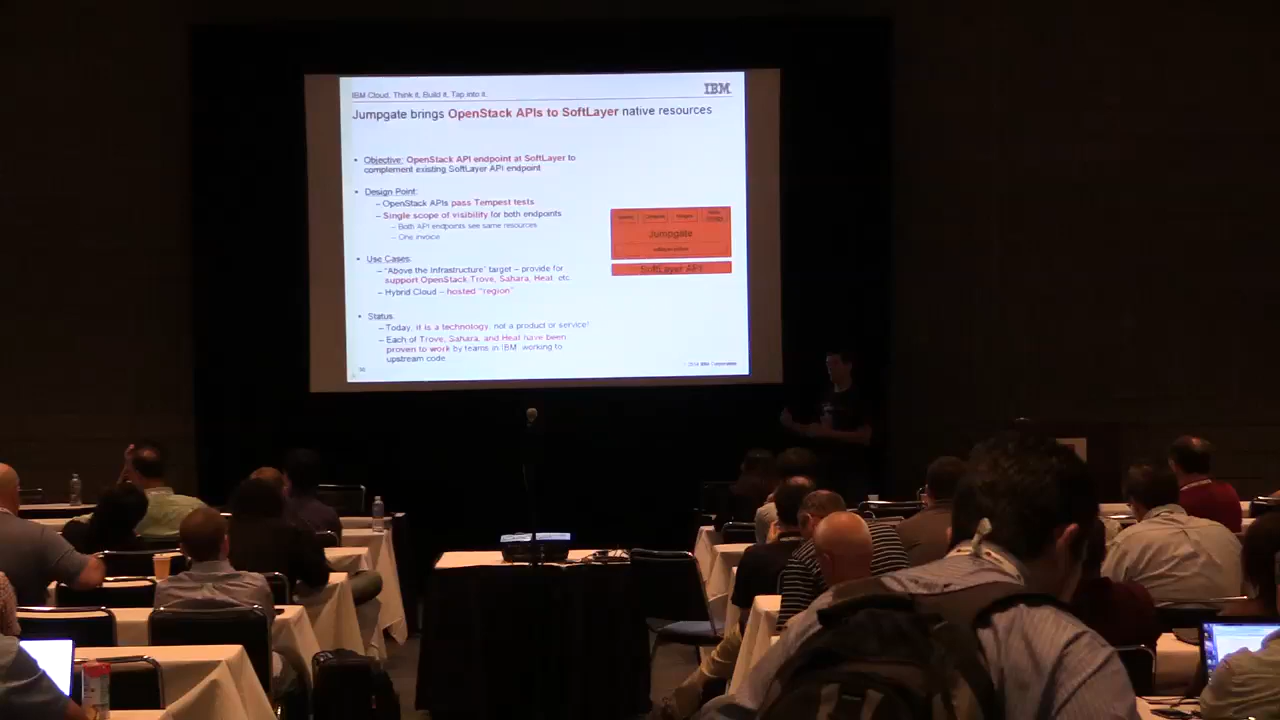 IBM Cloud. Think it. Build it. Tap into it.
IBM
Jumpgate brings OpenStack APIs to SoftLayer native resources
• Objective: OpenStack API endpoint at SoftLayer to
complement existing SoftLayer API endpoint
• Design Point:
– OpenStack APIs pass Tempest tests
– Single scope of visibility for both endpoints
– Both API endpoints see same resources
– One invoice
• Use Cases:
– "Above the Infrastructure" target – provide for
support OpenStack Trove, Sahara, Heat, etc.
– Hybrid Cloud – hosted "region"
• Status
– Today, it is a technology, not a product or service!
– Each of Trove, Sahara, and Heat have been
proven to work by teams in IBM working to
upstream code
Jumpgate
SoftLayer API
© 2014 IBM Corporation